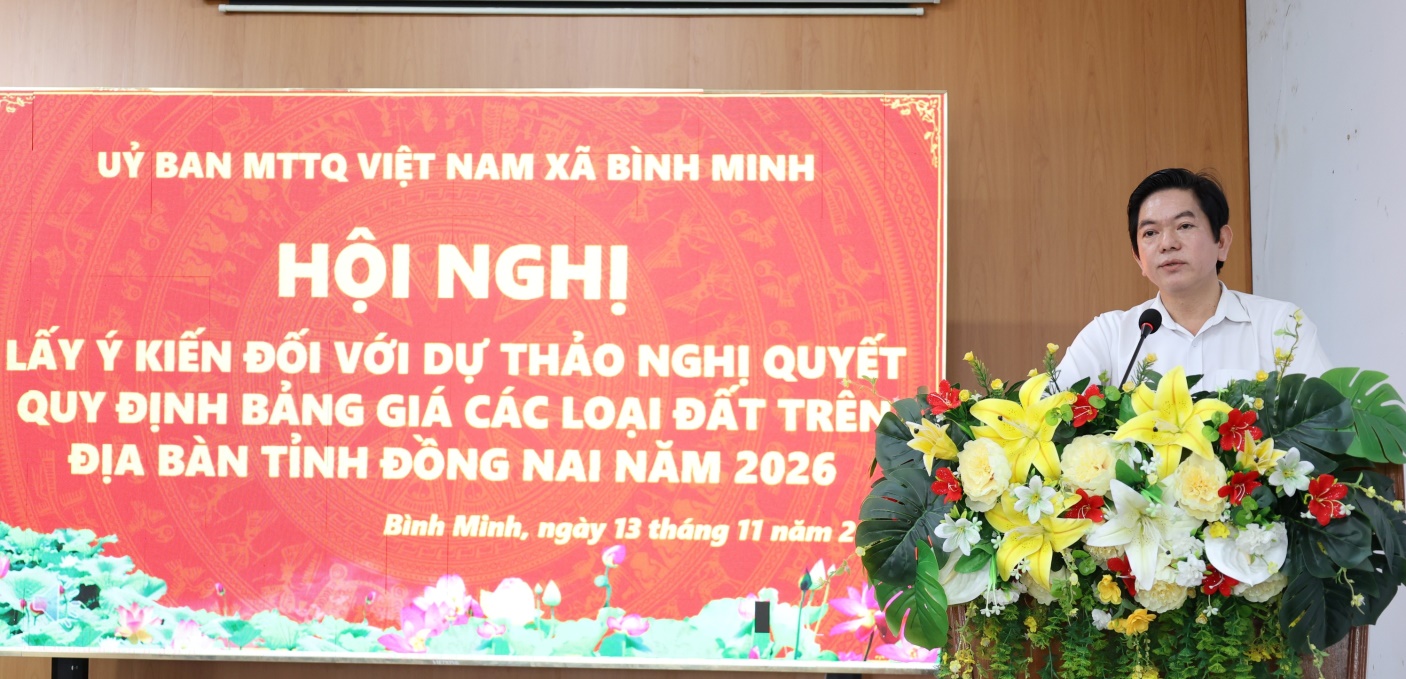 UỶ BAN MTTQ VIỆT NAM XÃ BÌNH MINH
HỘI NGHỊ
LẤY Ý KIẾN ĐỐI VỚI DỰ THẢO NGHỊ QUYẾT
QUY ĐỊNH BẢNG GIÁ CÁC LOẠI ĐẤT TRÊN
ĐỊA BÀN TỈNH ĐỒNG NAI NĂM 2026
Bình Minh, ngày 13 tháng 11 năm